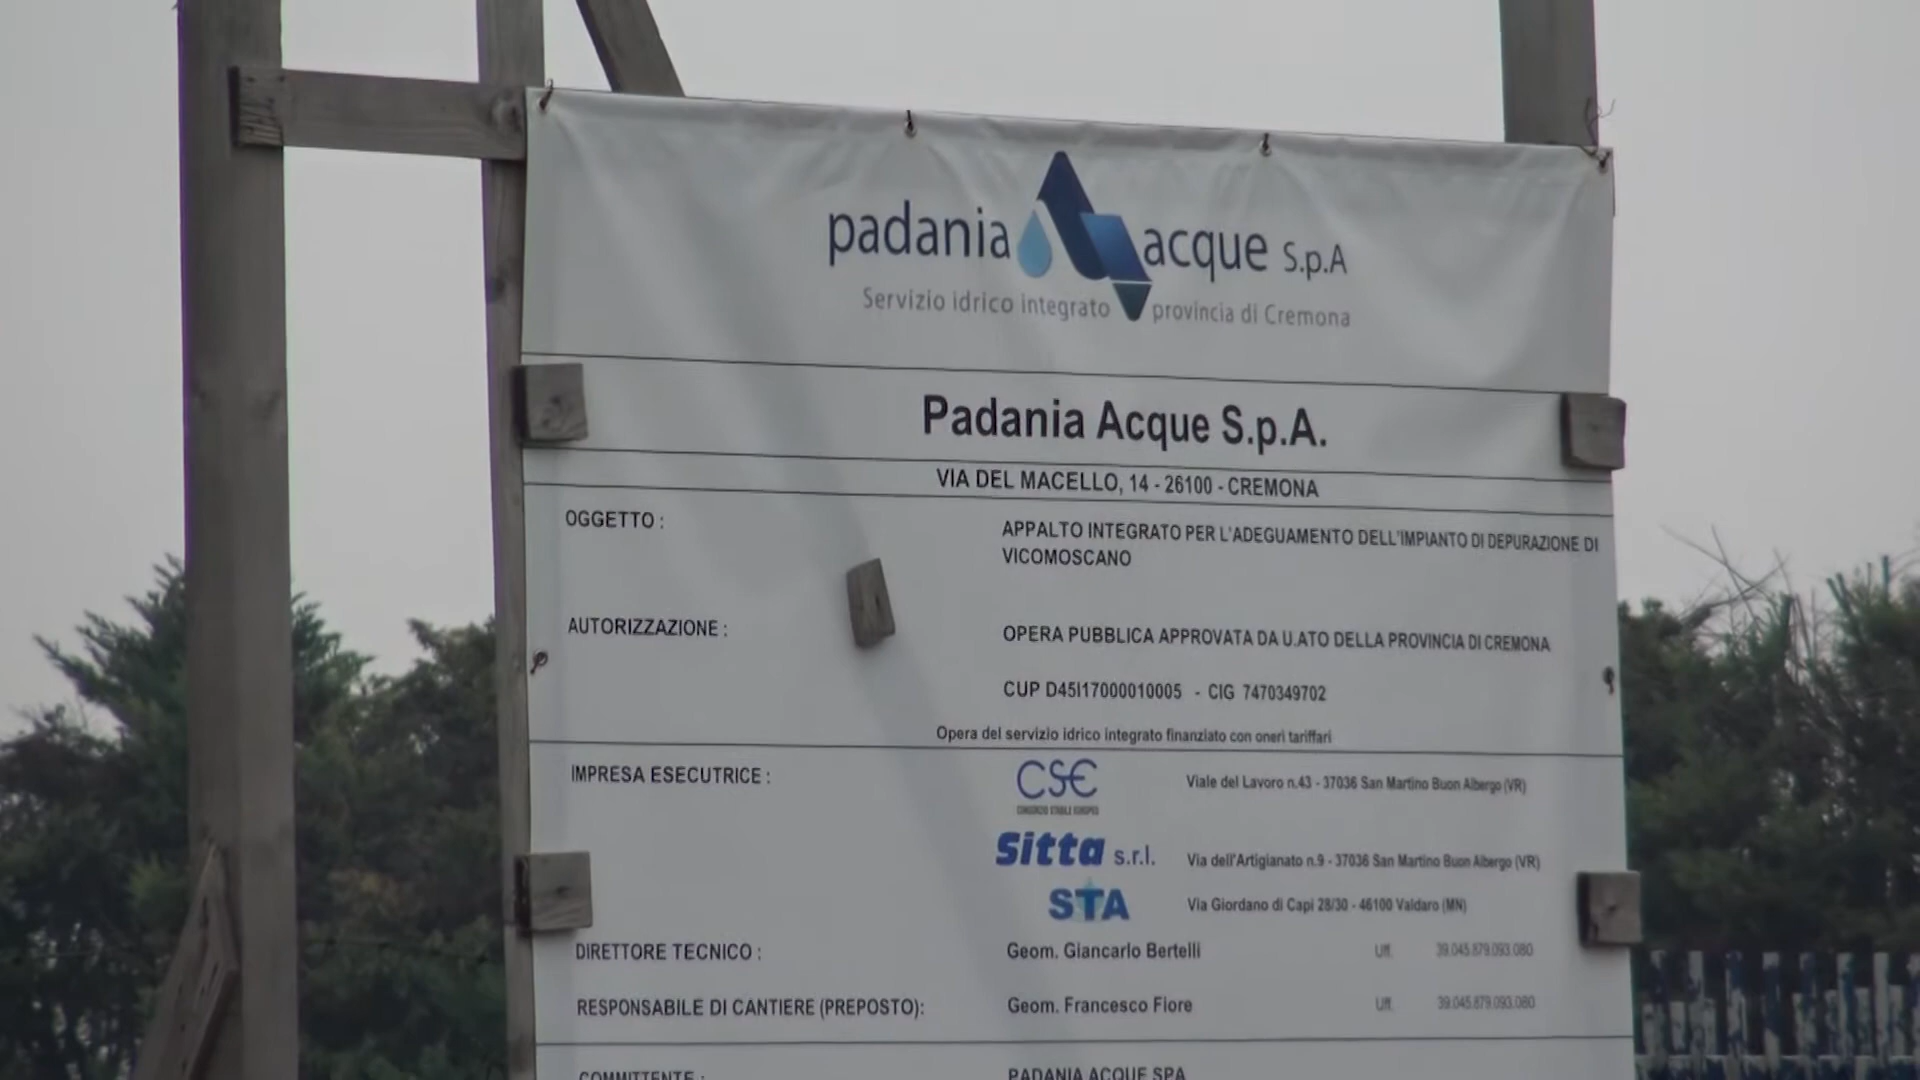 padania acque S.p.A
Servizio idrico integrato provincia di Cremona
Padania Acque S.p.A.
VIA DEL MACELLO, 14 - 26100 - CREMONA
OGGETTO :
APPALTO INTEGRATO PER L'ADEGUAMENTO DELL'IMPIANTO DI DEPURAZIONE DI
VICOMOSCANO
AUTORIZZAZIONE :
OPERA PUBBLICA APPROVATA DA U.ATO DELLA PROVINCIA DI CREMONA
CUP D45I17000010005 - CIG 7470349702
Opera del servizio idrico integrato finanziato con oneri tariffari
IMPRESA ESECUTRICE :
CSE
CONSORZIO STABILE EUROPEO
Viale del Lavoro n.43 - 37036 San Martino Buon Albergo (VR)
Sitta s.r.l. Via dell'Artigianato n.9 - 37036 San Martino Buon Albergo (VR)
STA Via Giordano di Capi 28/30 - 46100 Valdaro (MN)
DIRETTORE TECNICO : Geom. Giancarlo Bertelli Uff. 39.045.879.093.080
RESPONSABILE DI CANTIERE (PREPOSTO): Geom. Francesco Fiore Uff. 39.045.879.093.080
COMMITTENTE : PADANIA ACQUE SPA